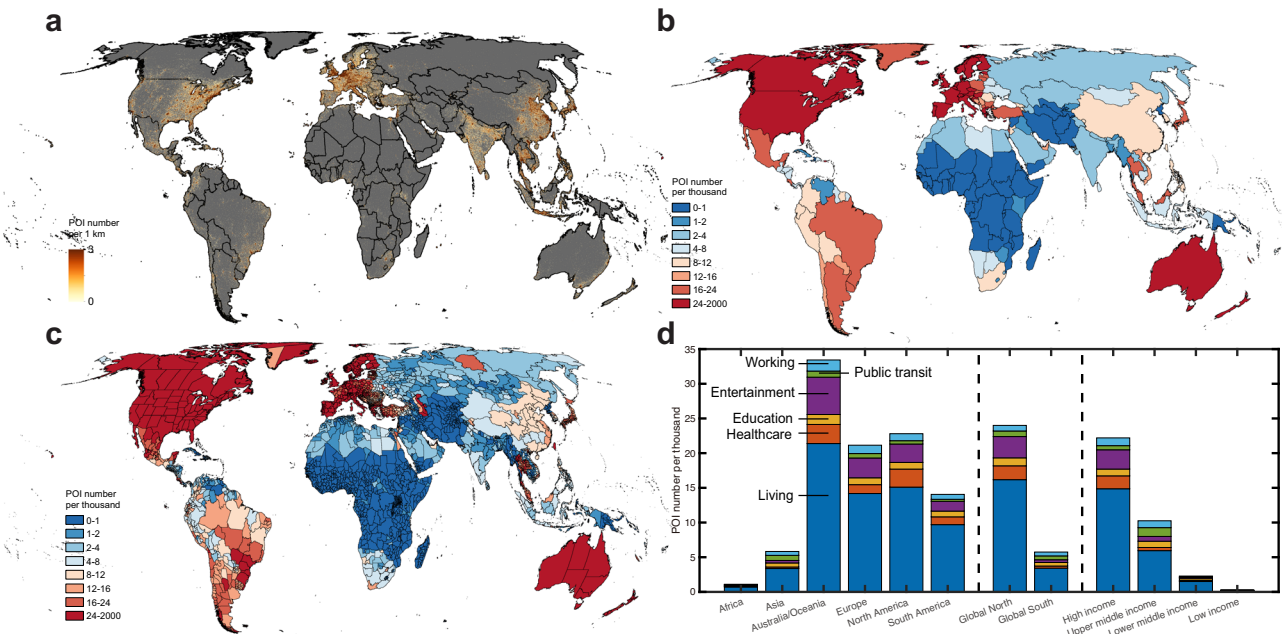 a
b
POI number
per 1 km
3
0
POI number
per thousand
0-1
1-2
2-4
4-8
8-12
12-16
16-24
24-2000
c
d
POI number
per thousand
0-1
1-2
2-4
4-8
8-12
12-16
16-24
24-2000
POI number per thousand
35
30
25
20
15
10
5
0
Working
Public transit
Entertainment
Education
Healthcare
Living
Africa
Asia
Australia/Oceania
Europe
North America
South America
Global North
Global South
High income
Upper middle income
Lower middle income
Low income